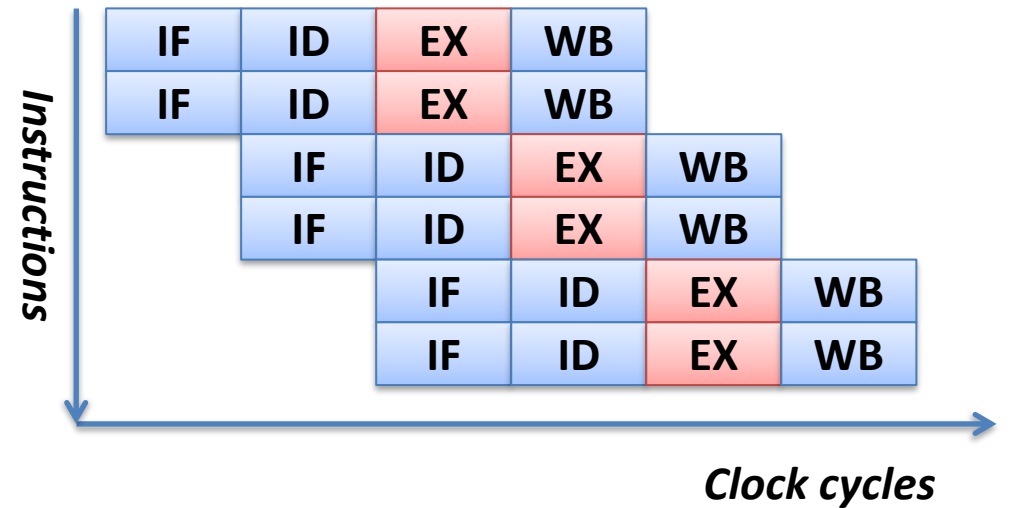 IF ID EX WB
IF ID EX WB
IF ID EX WB
IF ID EX WB
IF ID EX WB
IF ID EX WB
Instructions
Clock cycles